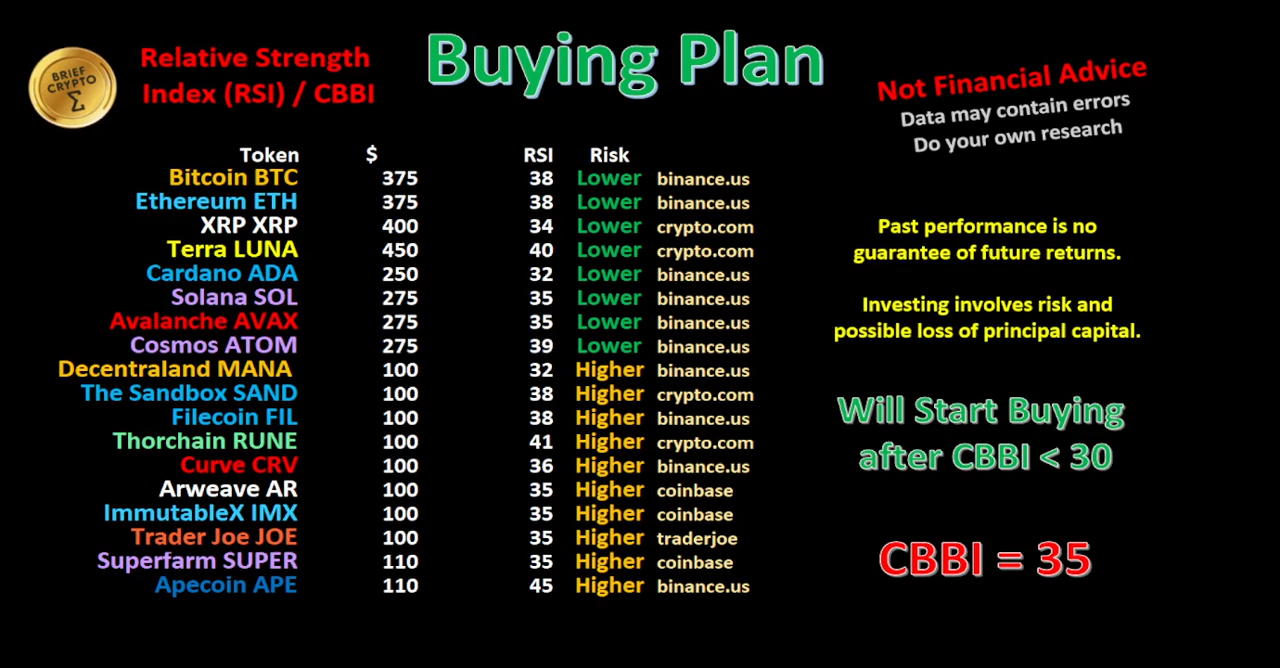 BRIEF
CRYPTO
Σ
Relative Strength
Index (RSI) / CBBI
Buying Plan
Not Financial Advice
Data may contain errors
Do your own research
Token $ RSI Risk
Bitcoin BTC 375 38 Lower binance.us
Ethereum ETH 375 38 Lower binance.us
XRP XRP 400 34 Lower crypto.com
Terra LUNA 450 40 Lower crypto.com
Cardano ADA 250 32 Lower binance.us
Solana SOL 275 35 Lower binance.us
Avalanche AVAX 275 35 Lower binance.us
Cosmos ATOM 275 39 Lower binance.us
Decentraland MANA 100 32 Higher binance.us
The Sandbox SAND 100 38 Higher crypto.com
Filecoin FIL 100 38 Higher binance.us
Thorchain RUNE 100 41 Higher crypto.com
Curve CRV 100 36 Higher binance.us
Arweave AR 100 35 Higher coinbase
ImmutableX IMX 100 35 Higher coinbase
Trader Joe JOE 100 35 Higher traderjoe
Superfarm SUPER 110 35 Higher coinbase
Apecoin APE 110 45 Higher binance.us
Past performance is no
guarantee of future returns.
Investing involves risk and
possible loss of principal capital.
Will Start Buying
after CBBI < 30
CBBI = 35